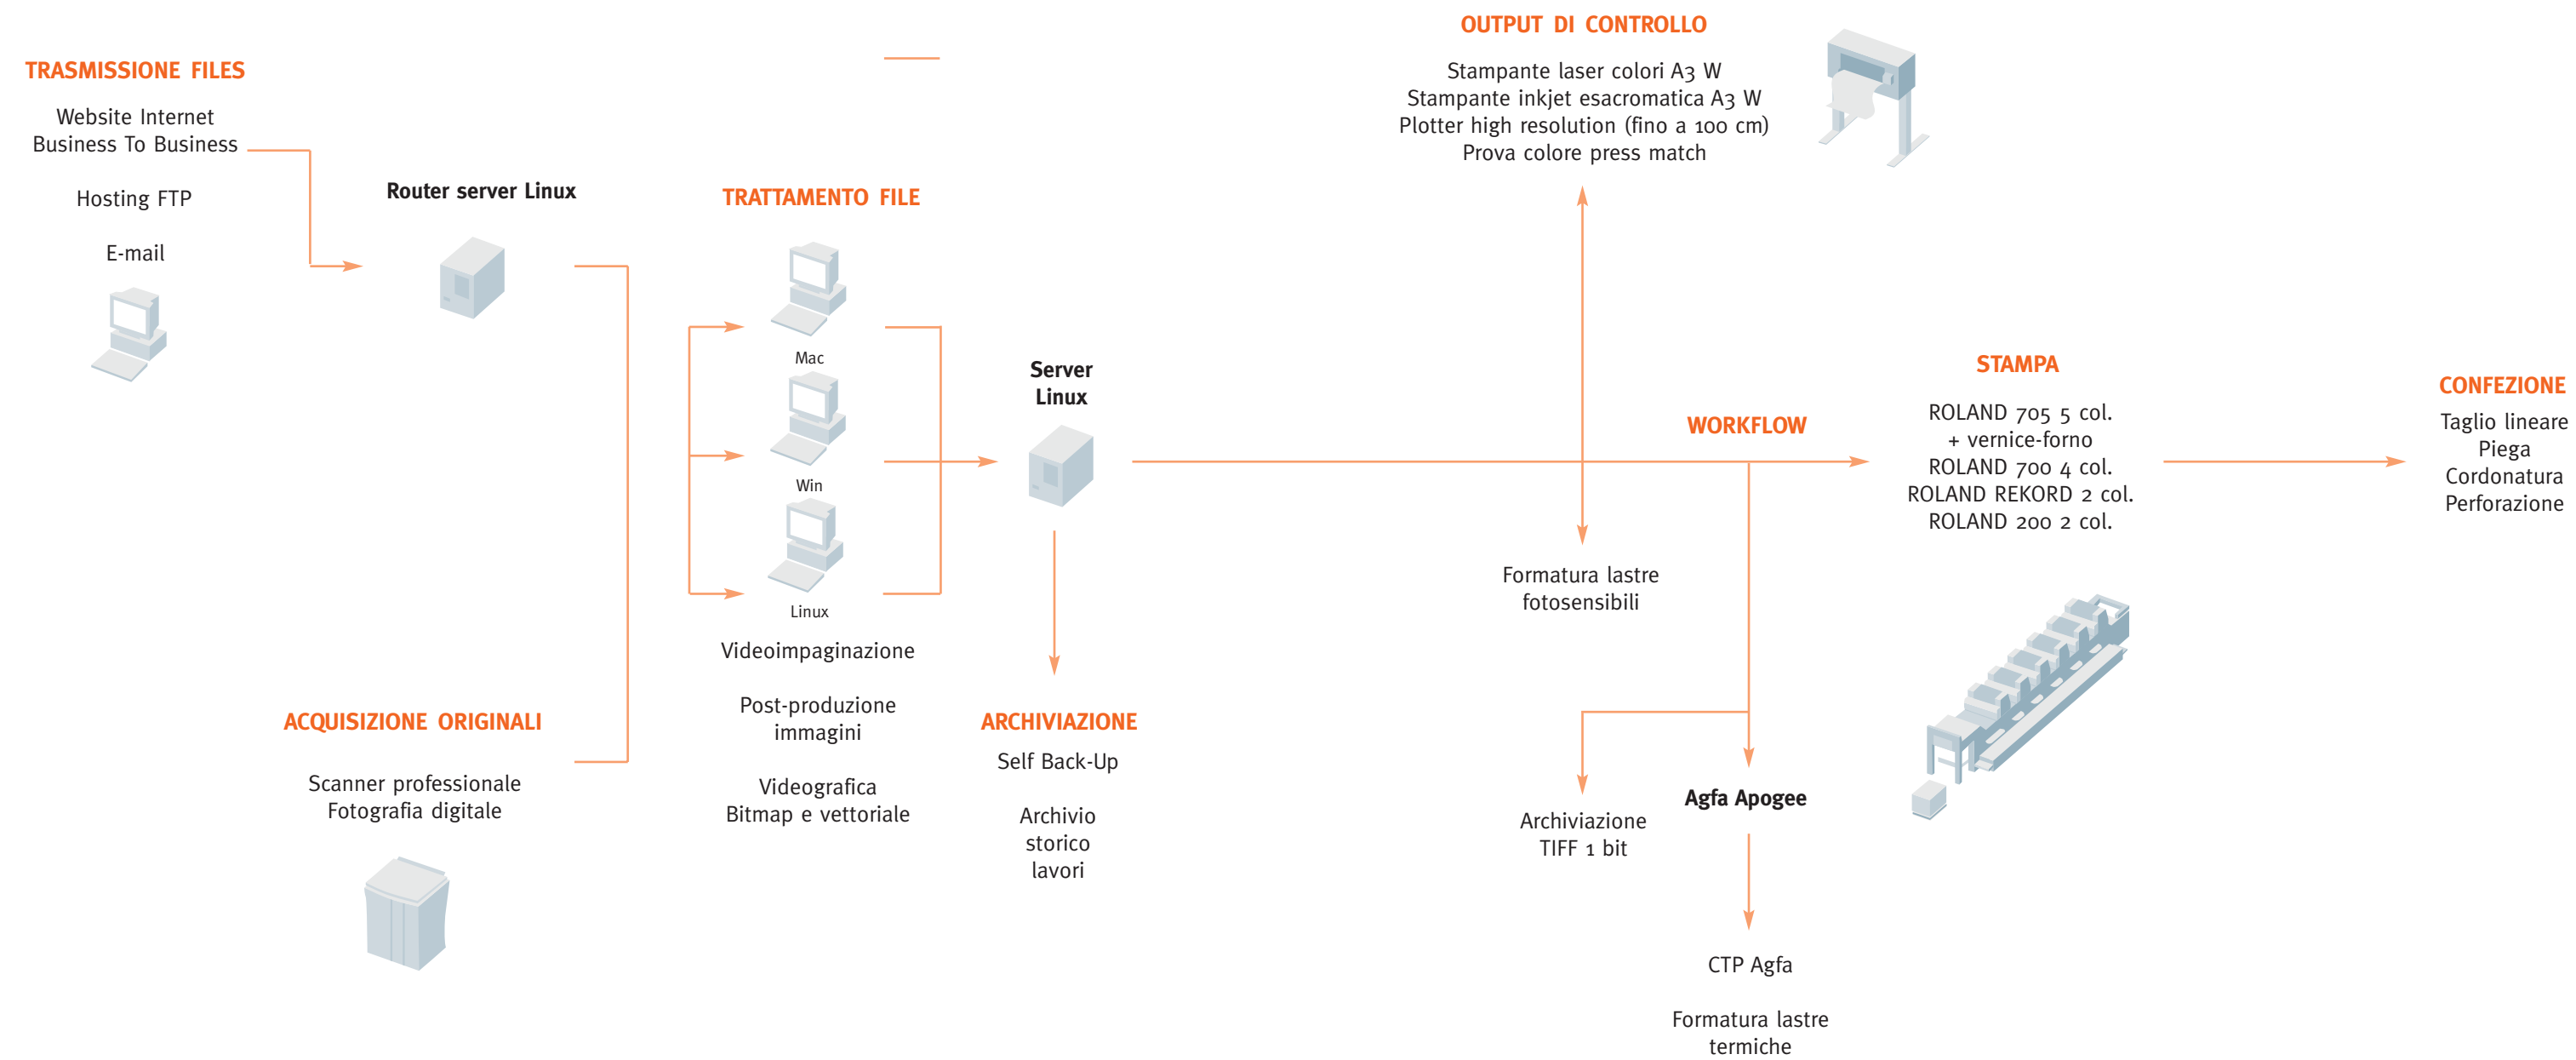 TRASMISSIONE FILES
Website Internet
Business To Business
Hosting FTP
E-mail
Router server Linux
ACQUISIZIONE ORIGINALI
Scanner professionale
Fotografia digitale
TRATTAMENTO FILE
Mac
Win
Linux
Videoimpaginazione
Post-produzione
immagini
Videografica
Bitmap e vettoriale
Server
Linux
ARCHIVIAZIONE
Self Back-Up
Archivio
storico
lavori
OUTPUT DI CONTROLLO
Stampante laser colori A3 W
Stampante inkjet esacromatica A3 W
Plotter high resolution (fino a 100 cm)
Prova colore press match
WORKFLOW
Formatura lastre
fotosensibili
Archiviazione
TIFF 1 bit
Agfa Apogee
CTP Agfa
Formatura lastre
termiche
STAMPA
ROLAND 705 5 col.
+ vernice-forno
ROLAND 700 4 col.
ROLAND REKORD 2 col.
ROLAND 200 2 col.
CONFEZIONE
Taglio lineare
Piega
Cordonatura
Perforazione